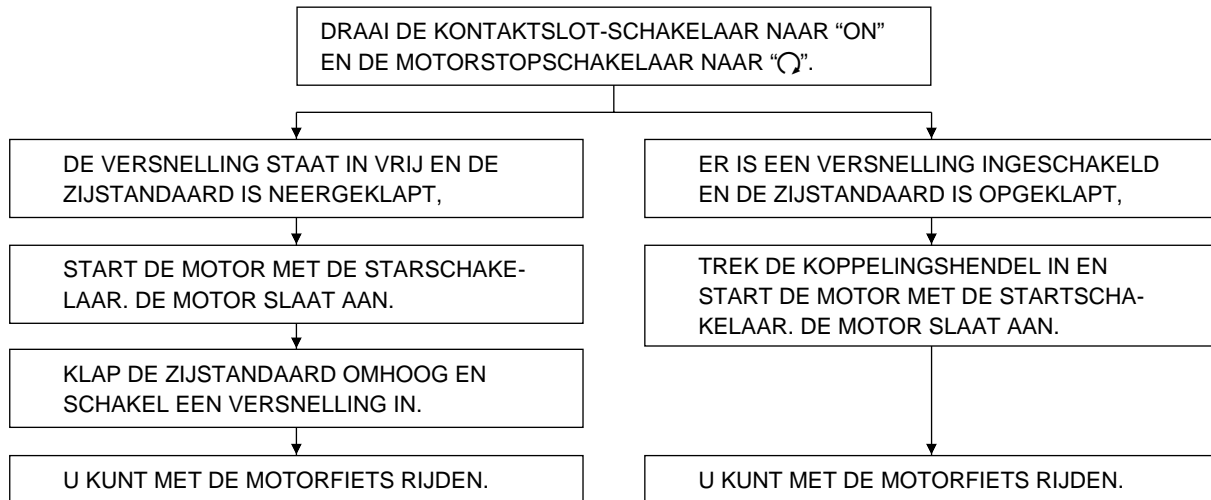 DRAAI DE KONTAKTSLOT-SCHAKELAAR NAAR “ON”
EN DE MOTORSTOPSCHAKELAAR NAAR “”.
DE VERSNELLING STAAT IN VRIJ EN DE
ZIJSTANDAARD IS NEERGEKLAPT,
START DE MOTOR MET DE STARSCHAKE-
LAAR. DE MOTOR SLAAT AAN.
KLAP DE ZIJSTANDAARD OMHOOG EN
SCHAKEL EEN VERSNELLING IN.
U KUNT MET DE MOTORFIETS RIJDEN.
ER IS EEN VERSNELLING INGESCHAKELD
EN DE ZIJSTANDAARD IS OPGEKLAPT,
TREK DE KOPPELINGSHENDEL IN EN
START DE MOTOR MET DE STARTSCHA-
KELAAR. DE MOTOR SLAAT AAN.
U KUNT MET DE MOTORFIETS RIJDEN.